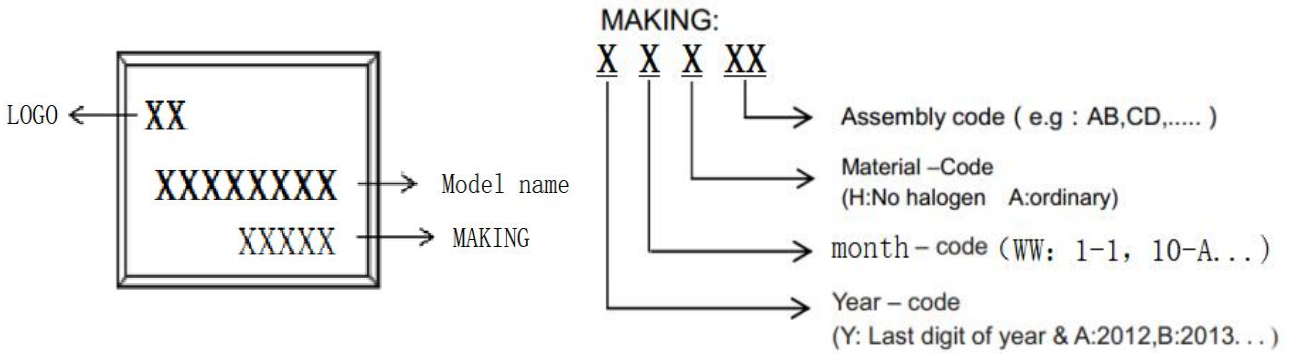 LOGO
XX
XXXXXXXX
Model name
XXXXX
MAKING
MAKING:
X X X XX
Assembly code ( e.g : AB,CD,..... )
Material –Code
(H:No halogen A:ordinary)
month – code (WW: 1-1, 10-A...)
Year – code
(Y: Last digit of year & A:2012,B:2013. . . )